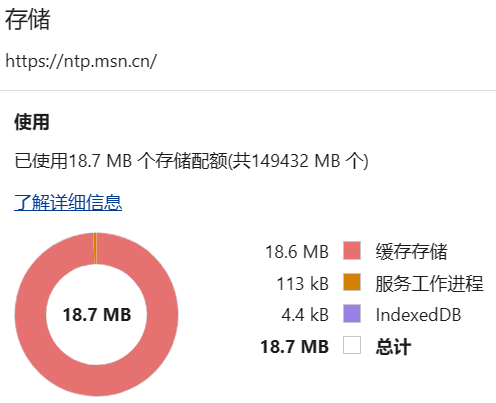 存储
https://ntp.msn.cn/
使用
已使用18.7 MB 个存储配额(共149432 MB 个)
了解详细信息
18.7 MB
18.6 MB 缓存存储
113 kB 服务工作进程
4.4 kB IndexedDB
18.7 MB 总计